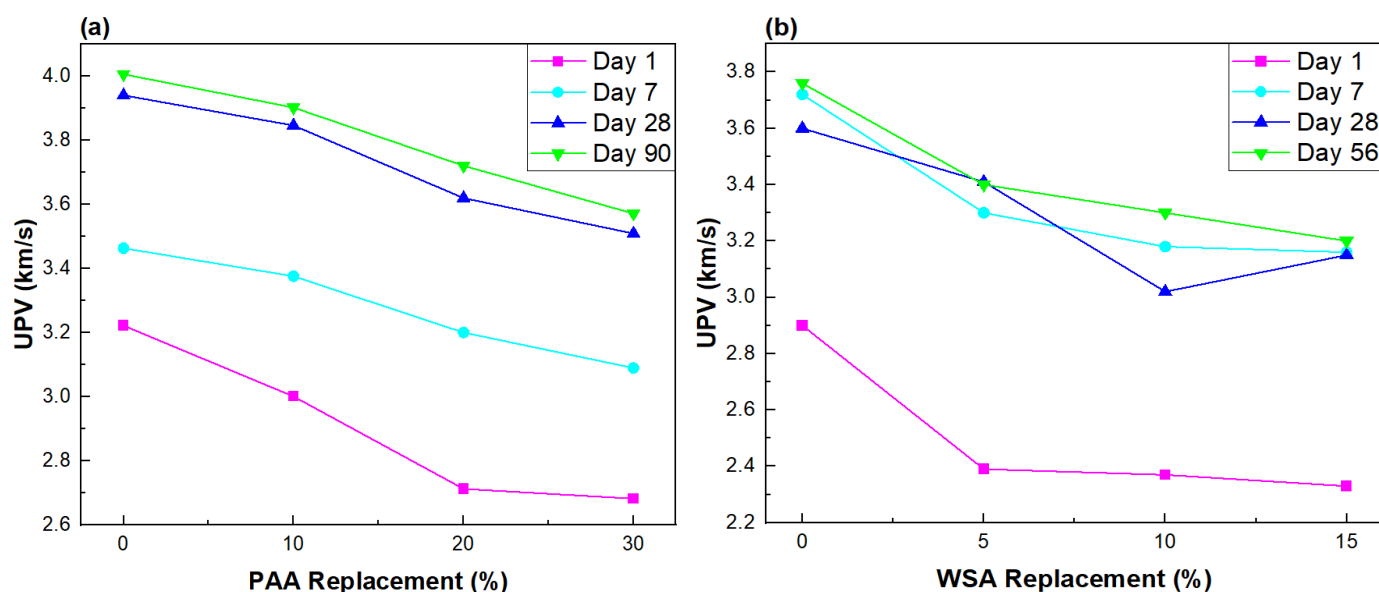 (a)
Day 1
Day 7
Day 28
Day 90
4.0
3.8
3.6
3.4
3.2
3.0
2.8
2.6
UPV (km/s)
0 10 20 30
PAA Replacement (%)
(b)
Day 1
Day 7
Day 28
Day 56
3.8
3.6
3.4
3.2
3.0
2.8
2.6
2.4
2.2
UPV (km/s)
0 5 10 15
WSA Replacement (%)